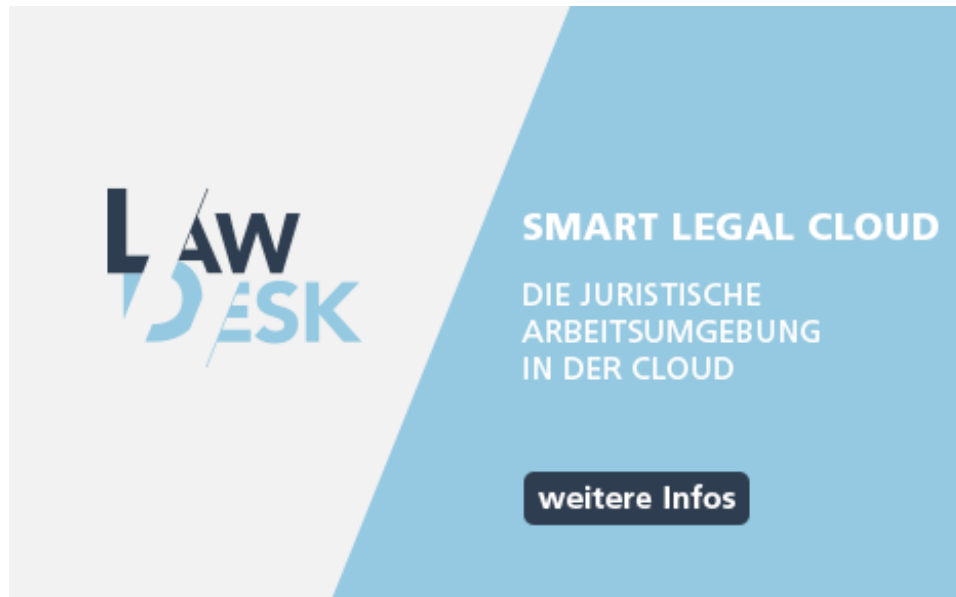 LAW
DESK
SMART LEGAL CLOUD
DIE JURISTISCHE
ARBEITSUMGEBUNG
IN DER CLOUD
weitere Infos